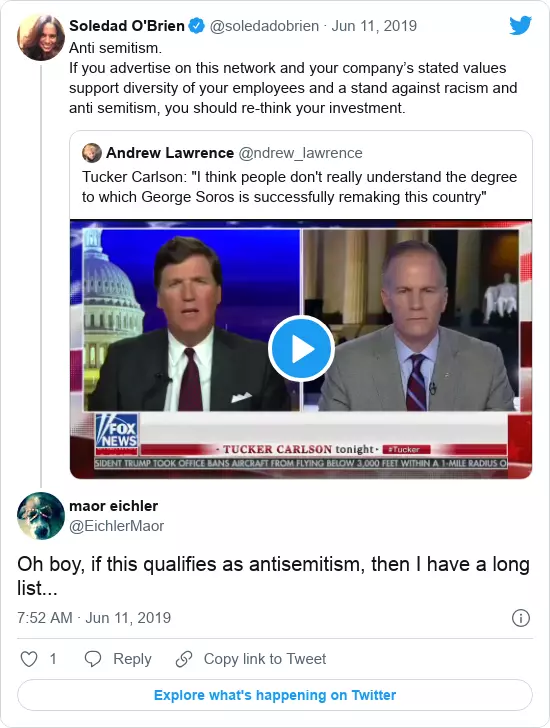 Soledad O'Brien @soledadobrien · Jun 11, 2019
Anti semitism.
If you advertise on this network and your company’s stated values
support diversity of your employees and a stand against racism and
anti semitism, you should re-think your investment.
Andrew Lawrence @ndrew_lawrence
Tucker Carlson: "I think people don't really understand the degree
to which George Soros is successfully remaking this country"
FOX
NEWS
· TUCKER CARLSON tonight · #Tucker
SIDENT TRUMP TOOK OFFICE BANS AIRCRAFT FROM FLYING BELOW 3,000 FEET WITHIN A 1-MILE RADIUS O
maor eichler
@EichlerMaor
Oh boy, if this qualifies as antisemitism, then I have a long
list...
7:52 AM · Jun 11, 2019
1 Reply Copy link to Tweet
Explore what's happening on Twitter